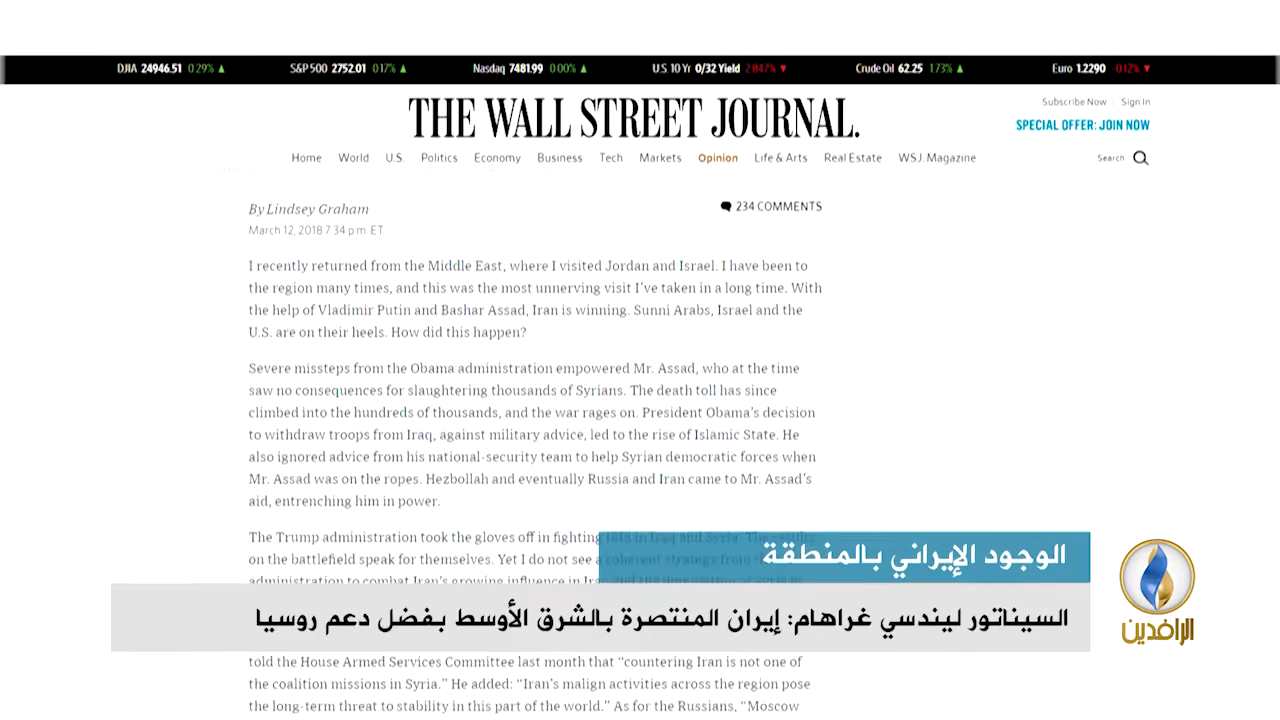 DJIA 24946.51 0.29% ▲ S&P 500 2752.01 0.17% ▲ Nasdaq 7481.99 0.00% ▲ U.S. 10 Yr 0/32 Yield 2.847% ▼ Crude Oil 62.25 1.73% ▲ Euro 1.2290 -0.12% ▼
THE WALL STREET JOURNAL.
Subscribe Now | Sign In
SPECIAL OFFER: JOIN NOW
Home World U.S. Politics Economy Business Tech Markets Opinion Life & Arts Real Estate WSJ. Magazine Search
By Lindsey Graham
234 COMMENTS
March 12, 2018 7:34 p.m. ET
I recently returned from the Middle East, where I visited Jordan and Israel. I have been to
the region many times, and this was the most unnerving visit I've taken in a long time. With
the help of Vladimir Putin and Bashar Assad, Iran is winning. Sunni Arabs, Israel and the
U.S. are on their heels. How did this happen?
Severe missteps from the Obama administration empowered Mr. Assad, who at the time
saw no consequences for slaughtering thousands of Syrians. The death toll has since
climbed into the hundreds of thousands, and the war rages on. President Obama's decision
to withdraw troops from Iraq, against military advice, led to the rise of Islamic State. He
also ignored advice from his national-security team to help Syrian democratic forces when
Mr. Assad was on the ropes. Hezbollah and eventually Russia and Iran came to Mr. Assad's
aid, entrenching him in power.
The Trump administration took the gloves off in fighting ISIS in Iraq and Syria. The results
on the battlefield speak for themselves. Yet I do not see a coherent strategy from
administration to combat Iran's growing influence in
الوجود الإيراني بالمنطقة
السيناتور ليندسي غراهام: إيران المنتصرة بالشرق الأوسط بفضل دعم روسيا
الرافدين
told the House Armed Services Committee last month that “countering Iran is not one of
the coalition missions in Syria.” He added: “Iran's malign activities across the region pose
the long-term threat to stability in this part of the world.” As for the Russians, “Moscow